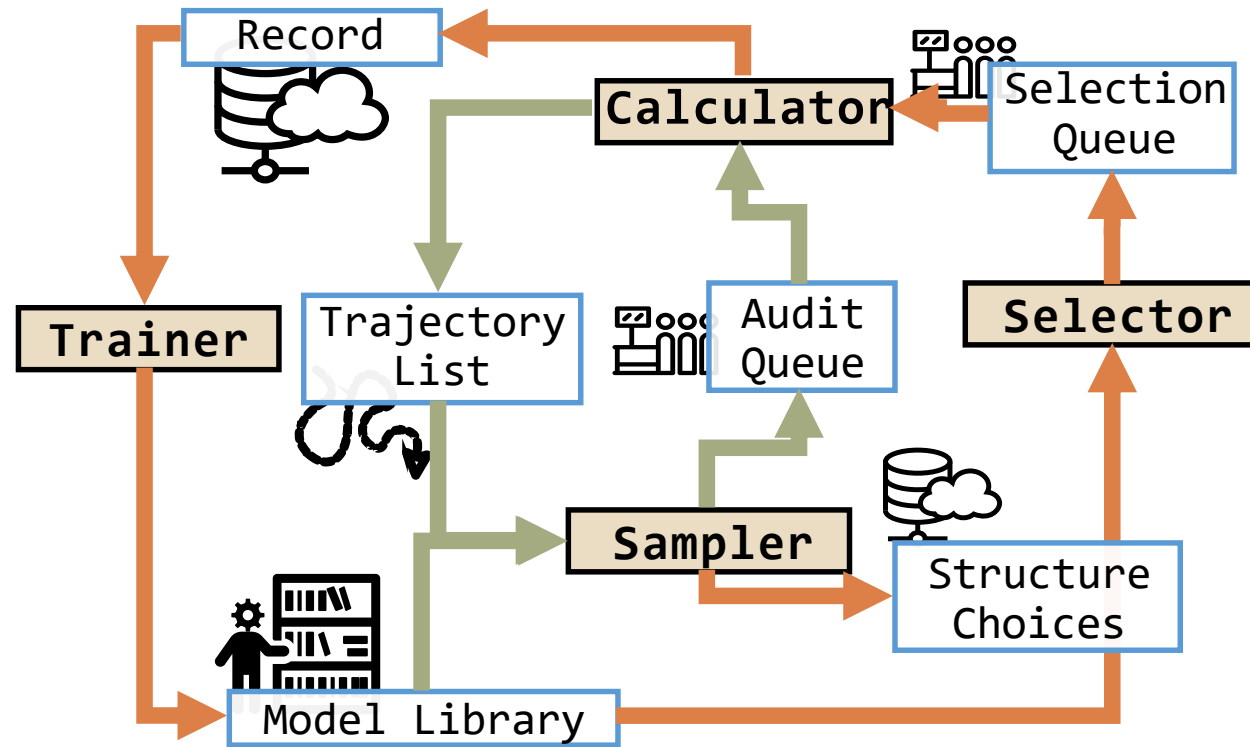 Record
Calculator
Selection
Queue
Trainer
Trajectory
List
Audit
Queue
Selector
Sampler
Structure
Choices
Model Library